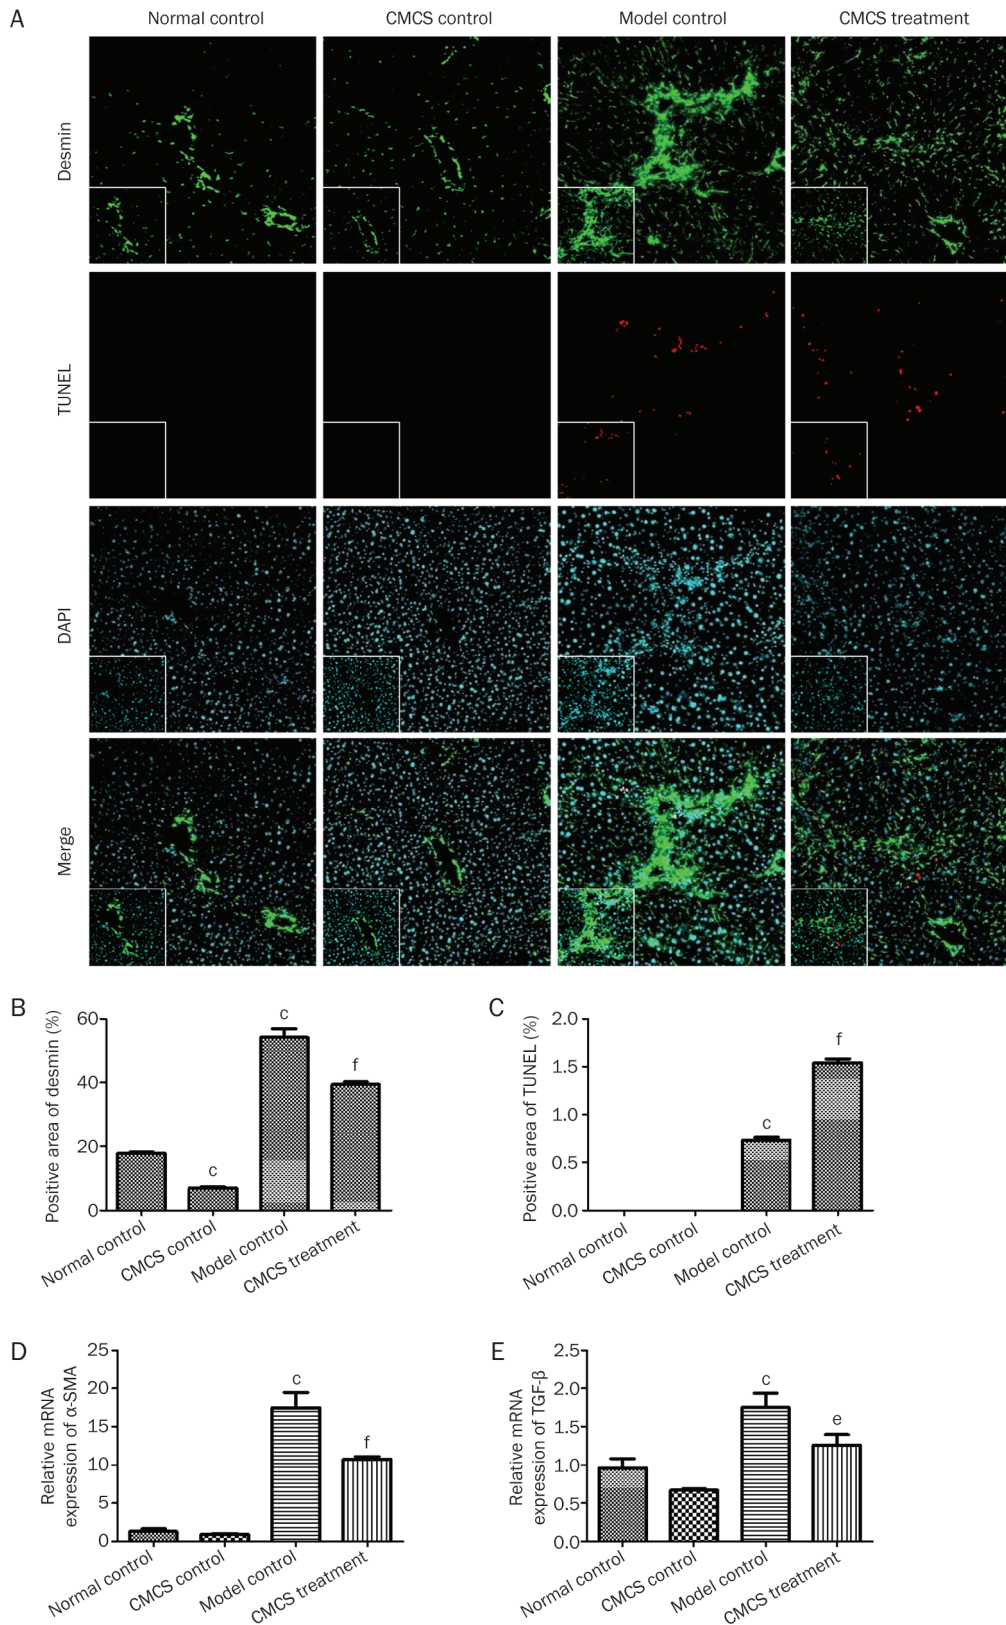 A
Normal control
CMCS control
Model control
CMCS treatment
Desmin
TUNEL
DAPI
Merge
B
Positive area of desmin (%)
60
40
20
0
c
c
f
Normal control
CMCS control
Model control
CMCS treatment
C
Positive area of TUNEL (%)
2.0
1.5
1.0
0.5
0.0
c
f
Normal control
CMCS control
Model control
CMCS treatment
D
Relative mRNA
expression of α-SMA
25
20
15
10
5
0
c
f
Normal control
CMCS control
Model control
CMCS treatment
E
Relative mRNA
expression of TGF-β
2.5
2.0
1.5
1.0
0.5
0.0
c
e
Normal control
CMCS control
Model control
CMCS treatment